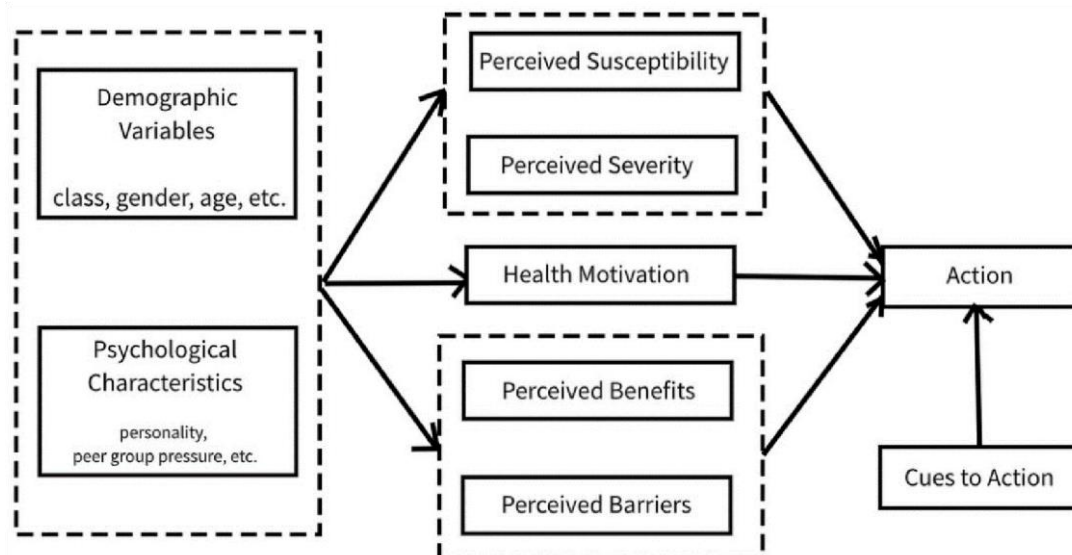 Demographic
Variables
class, gender, age, etc.
Psychological
Characteristics
personality,
peer group pressure, etc.
Perceived Susceptibility
Perceived Severity
Health Motivation
Perceived Benefits
Perceived Barriers
Action
Cues to Action